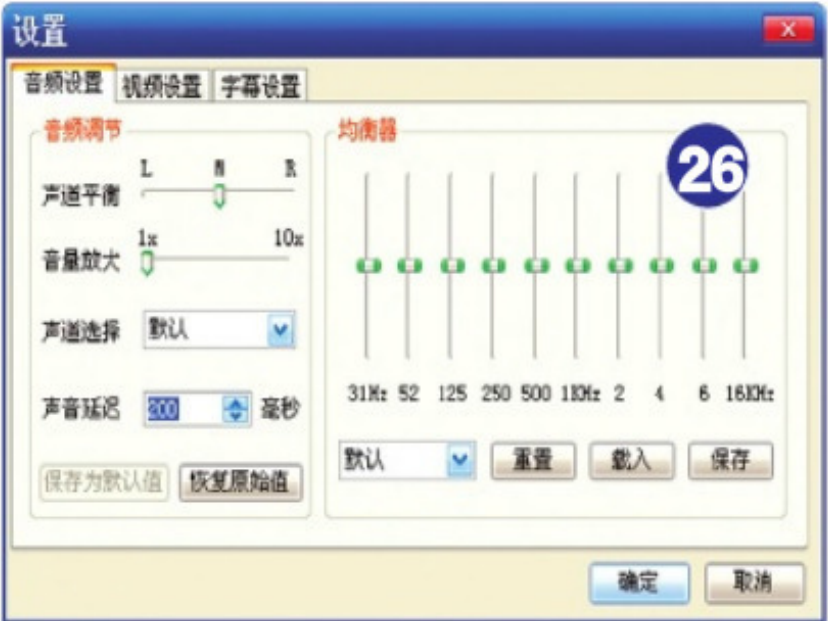 设置
音频设置 视频设置 字幕设置
音频调节
L N R
声道平衡
1x 10x
音量放大
声道选择 默认
声音延迟 200 毫秒
保存为默认值 恢复原始值
均衡器
26
31Hz 52 125 250 500 1KHz 2 4 6 16KHz
默认 重置 载入 保存
确定 取消